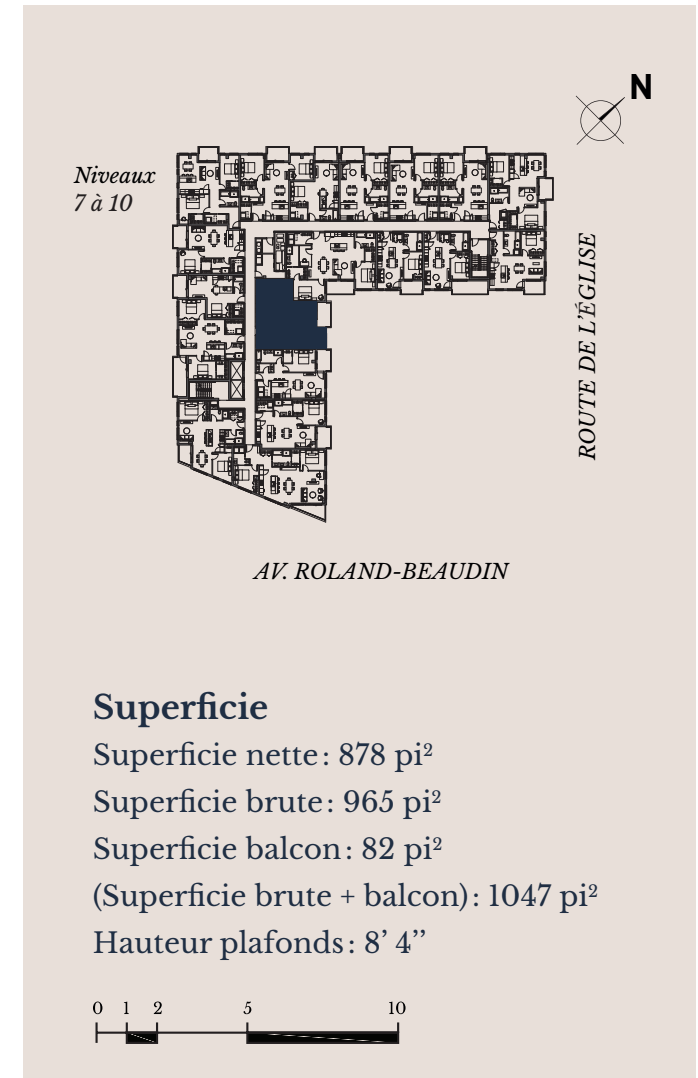 N
Niveaux
7 à 10
ROUTE DE L’ÉGLISE
AV. ROLAND-BEAUDIN
Superficie
Superficie nette : 878 pi²
Superficie brute : 965 pi²
Superficie balcon : 82 pi²
(Superficie brute + balcon) : 1047 pi²
Hauteur plafonds : 8’ 4’’
0 1 2 5 10